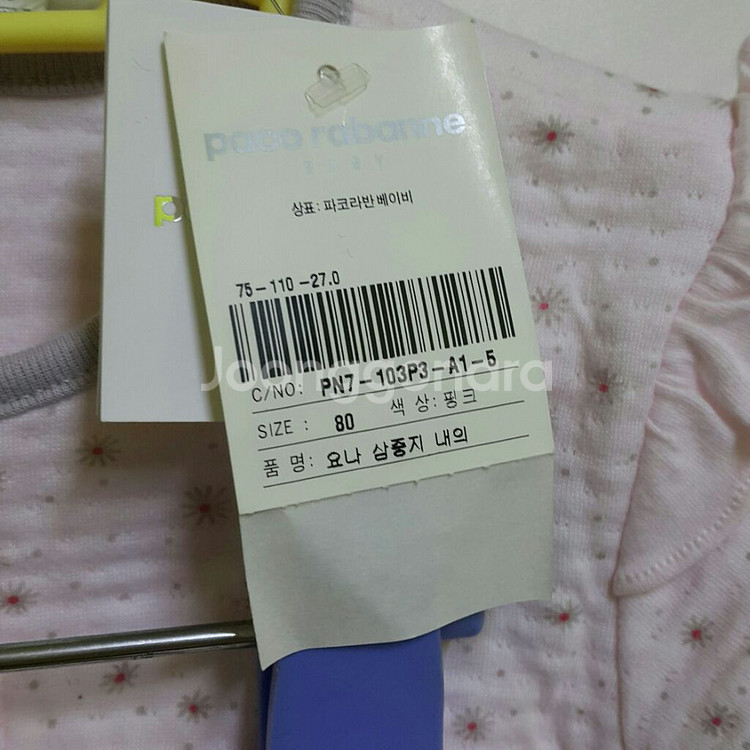 paco rabanne
BABY
상표: 파코라반베이비
75-110-27.0
C/NO: PN7-103P3-A1-5
SIZE: 80 색 상: 핑크
품 명: 요나 삼중지 내의
Joonggonara
p